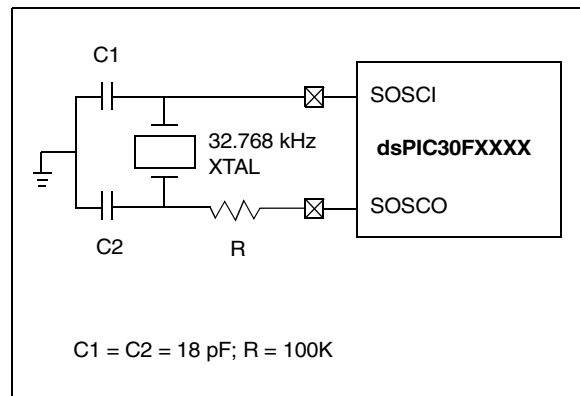 C1
SOSCI
32.768 kHz
XTAL
dsPIC30FXXXX
SOSCO
C2
R
C1 = C2 = 18 pF; R = 100K